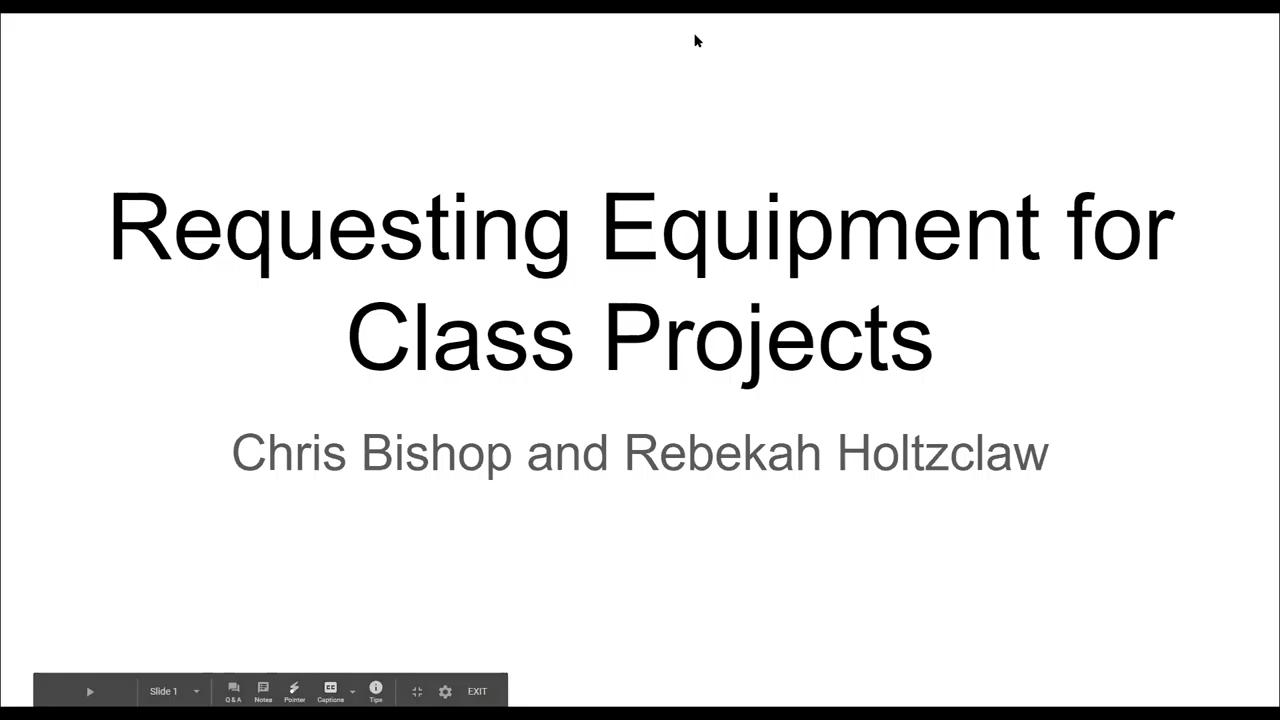 Requesting Equipment for
Class Projects
Chris Bishop and Rebekah Holtzclaw
Slide 1
Q & A
Notes
Pointer
Captions
Tips
EXIT